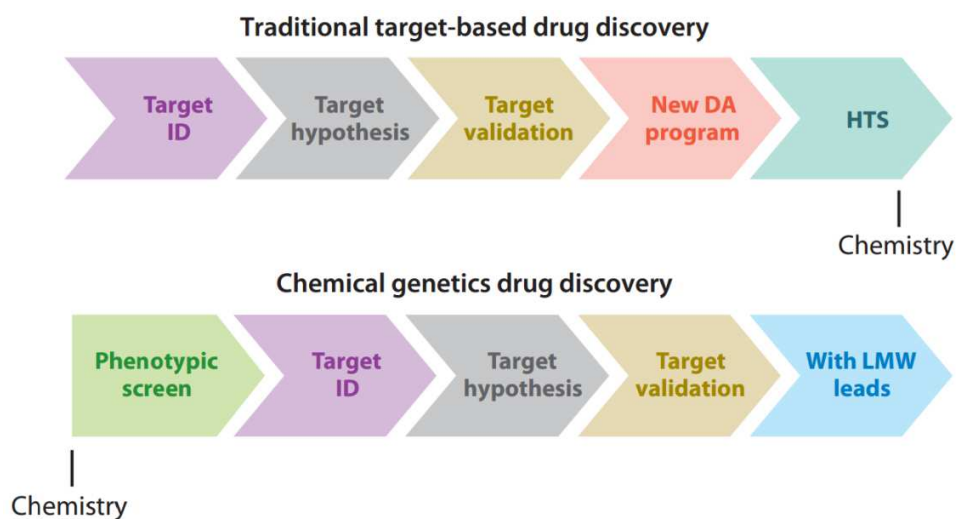 Traditional target-based drug discovery
Target
ID
Target
hypothesis
Target
validation
New DA
program
HTS
Chemistry
Chemical genetics drug discovery
Phenotypic
screen
Target
ID
Target
hypothesis
Target
validation
With LMW
leads
Chemistry